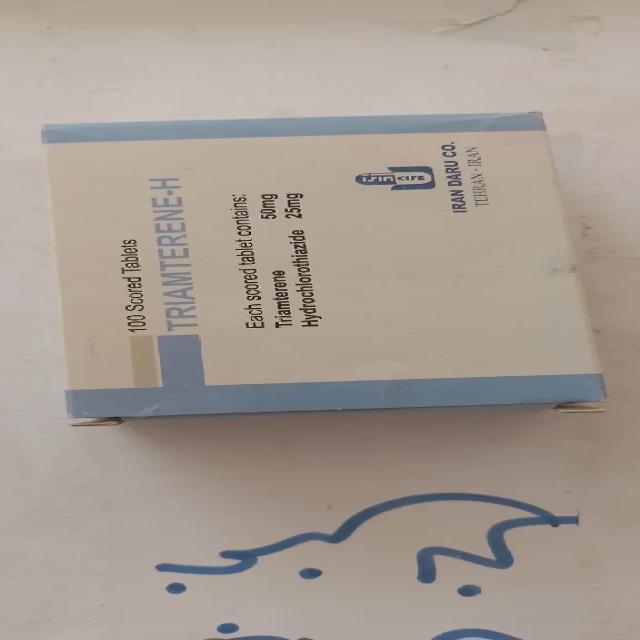 100 Scored Tablets
TRIAMTERENE-H
Each scored tablet contains:
Triamterene 50mg
Hydrochlorothiazide 25mg
IRAN DARU CO.
TEHRAN - IRAN